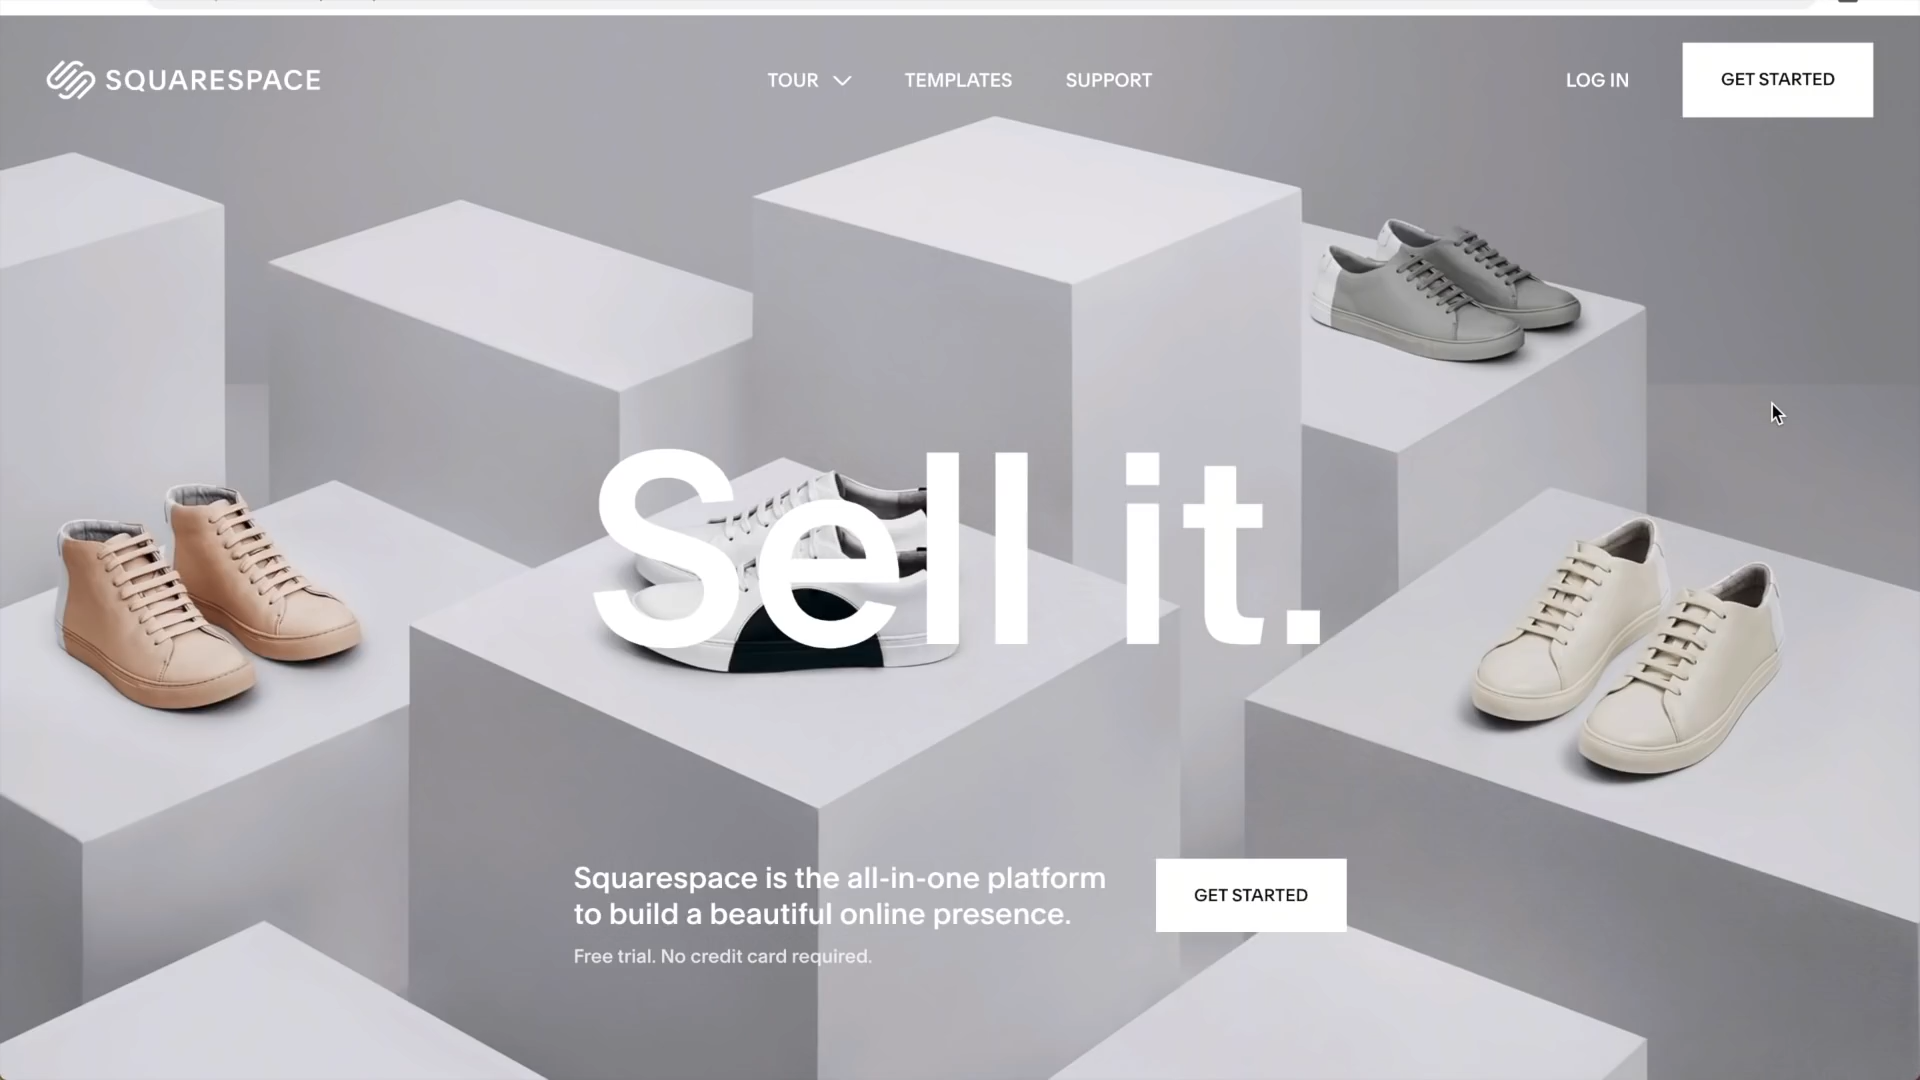 SQUARESPACE
TOUR
TEMPLATES
SUPPORT
LOG IN
GET STARTED
Sell it.
Squarespace is the all-in-one platform
to build a beautiful online presence.
Free trial. No credit card required.
GET STARTED